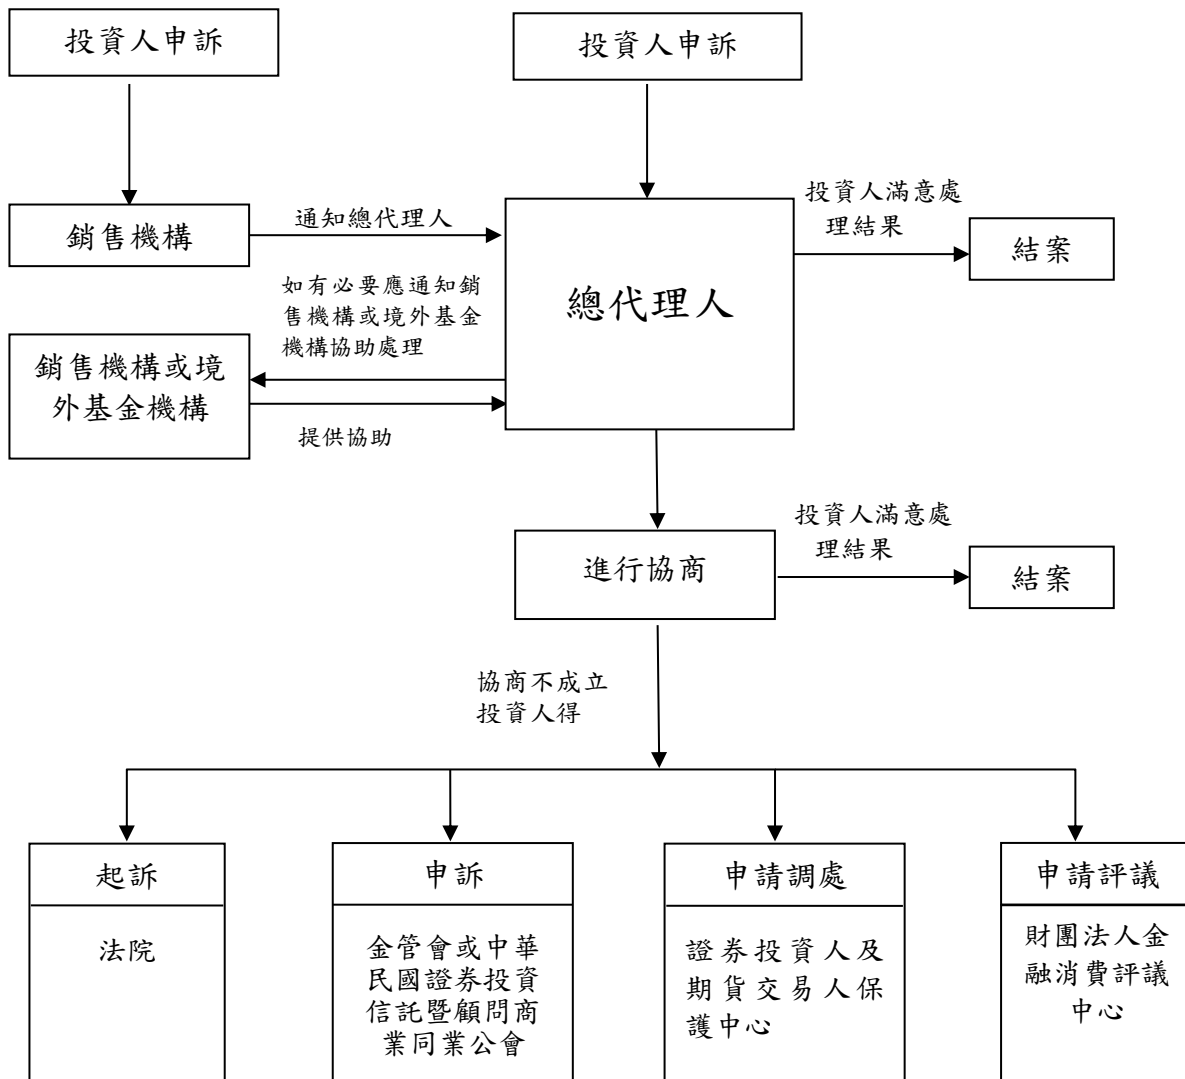 投資人申訴
投資人申訴
銷售機構
通知總代理人
總代理人
投資人滿意處
理結果
結案
如有必要應通知銷
售機構或境外基金
機構協助處理
銷售機構或境
外基金機構
提供協助
進行協商
投資人滿意處
理結果
結案
協商不成立
投資人得
起訴
法院
申訴
金管會或中華
民國證券投資
信託暨顧問商
業同業公會
申請調處
證券投資人及
期貨交易人保
護中心
申請評議
財團法人金
融消費評議
中心